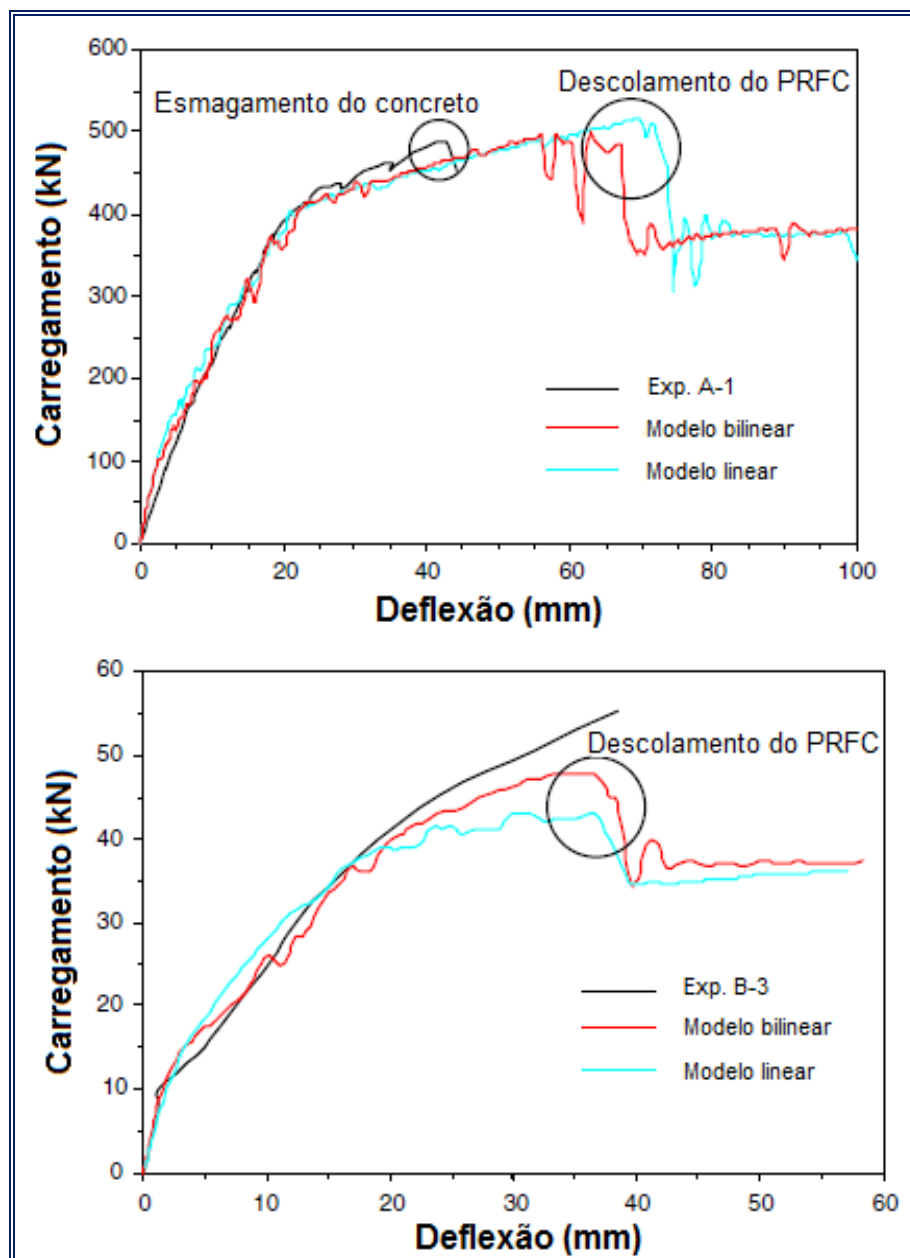 600
500
400
300
200
100
0
Carregamento (kN)
Esmagamento do concreto
Descolamento do PRFC
Exp. A-1
Modelo bilinear
Modelo linear
0 20 40 60 80 100
Deflexão (mm)
60
50
40
30
20
10
0
Carregamento (kN)
Descolamento do PRFC
Exp. B-3
Modelo bilinear
Modelo linear
0 10 20 30 40 50 60
Deflexão (mm)